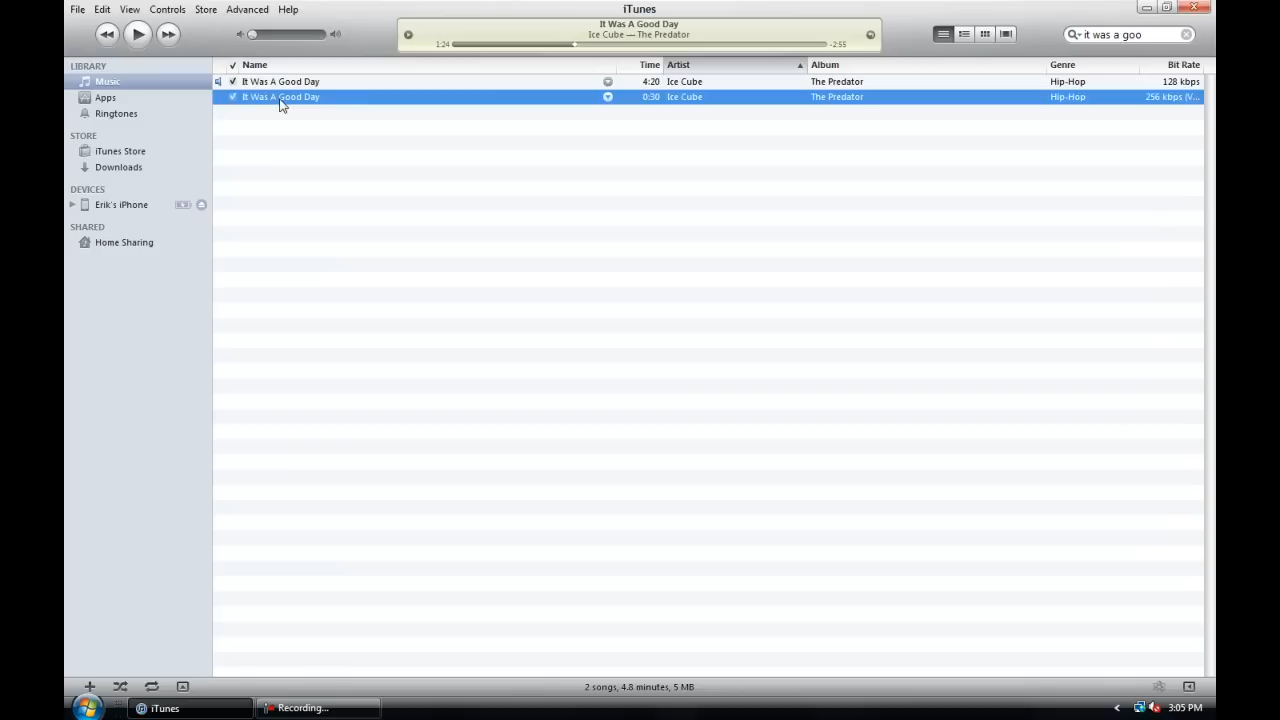 File Edit View Controls Store Advanced Help
iTunes
It Was A Good Day
Ice Cube — The Predator
1:24 -2:55
it was a goo
LIBRARY
Music
Apps
Ringtones
STORE
iTunes Store
Downloads
DEVICES
Erik's iPhone
SHARED
Home Sharing
Name Time Artist Album Genre Bit Rate
It Was A Good Day 4:20 Ice Cube The Predator Hip-Hop 128 kbps
It Was A Good Day 0:30 Ice Cube The Predator Hip-Hop 256 kbps (V...
2 songs, 4.8 minutes, 5 MB
iTunes Recording... 3:05 PM